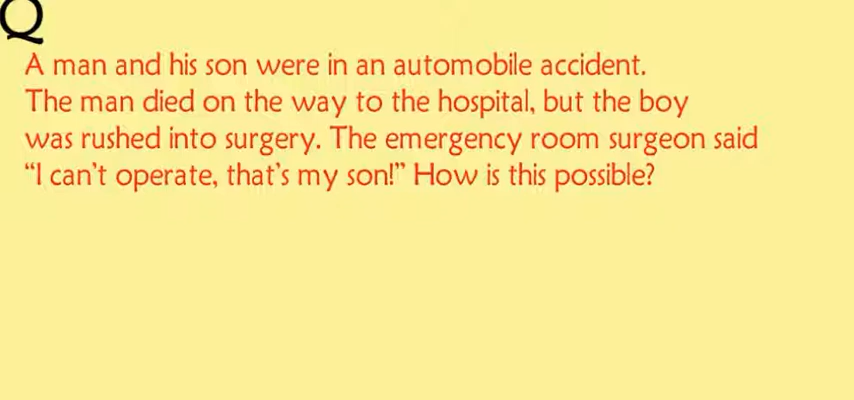 Q
A man and his son were in an automobile accident.
The man died on the way to the hospital, but the boy
was rushed into surgery. The emergency room surgeon said
“I can’t operate, that’s my son!” How is this possible?